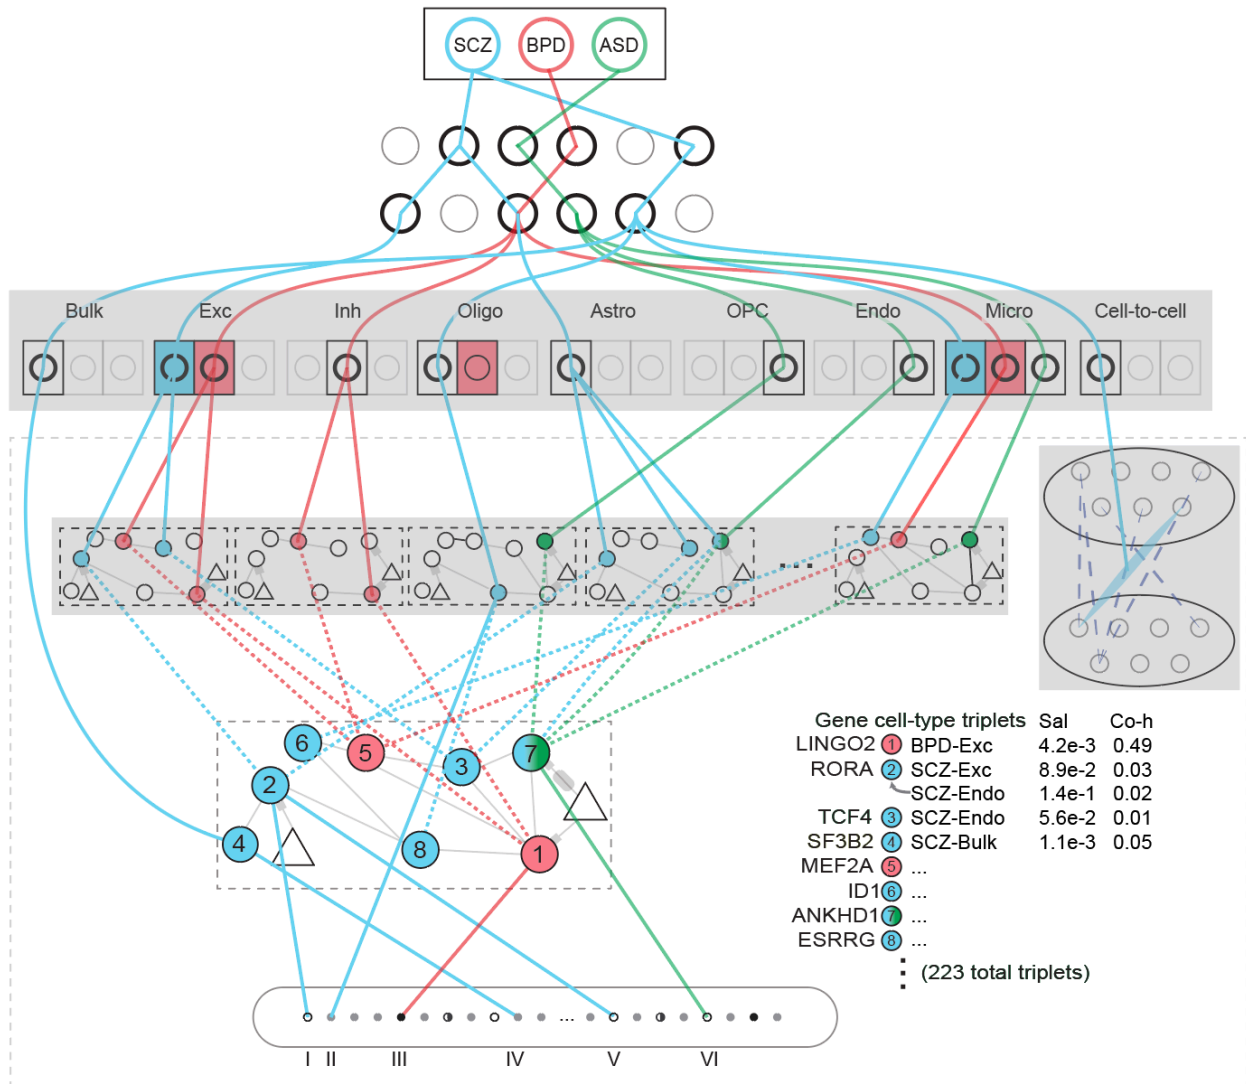 SCZ BPD ASD
Bulk Exc Inh Oligo Astro OPC Endo Micro Cell-to-cell
...
6 5 3 7
2
4 8 1
Gene cell-type triplets Sal Co-h
LINGO2 1 BPD-Exc 4.2e-3 0.49
RORA 2 SCZ-Exc 8.9e-2 0.03
SCZ-Endo 1.4e-1 0.02
TCF4 3 SCZ-Endo 5.6e-2 0.01
SF3B2 4 SCZ-Bulk 1.1e-3 0.05
MEF2A 5 ...
ID1 6 ...
ANKHD1 7 ...
ESRRG 8 ...
(223 total triplets)
...
I II III IV V VI